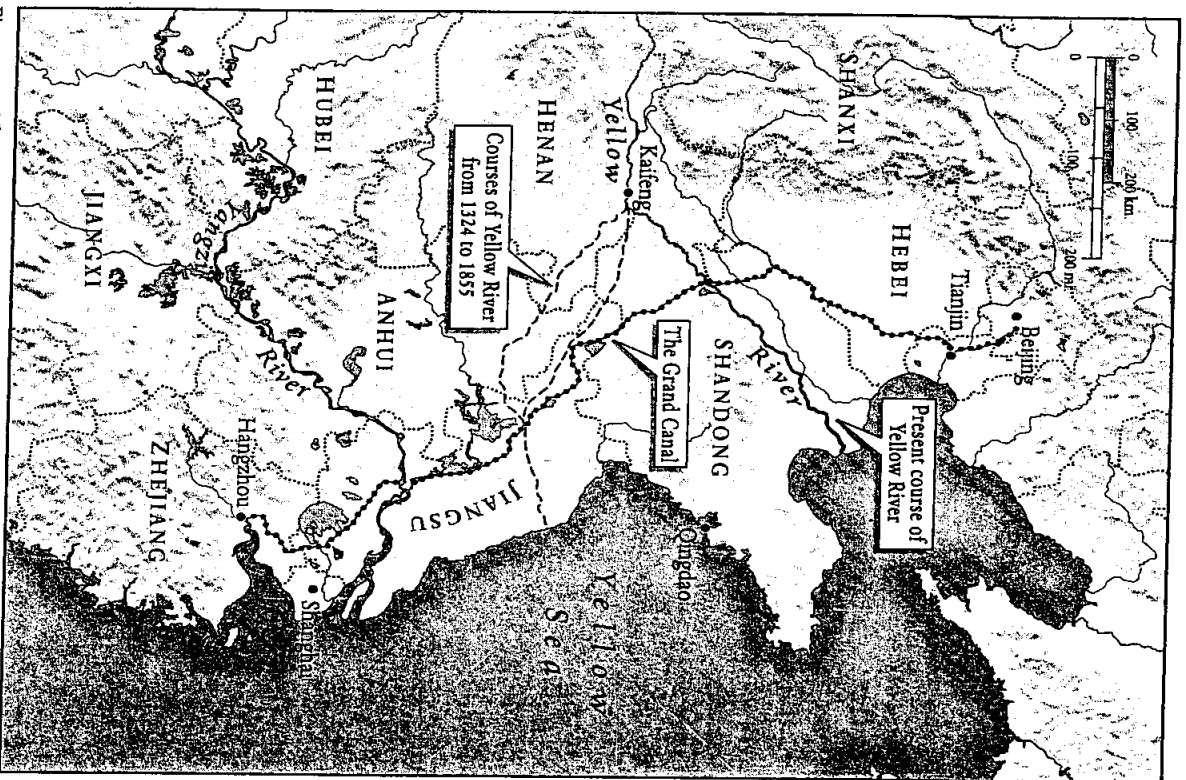 0 100 200 km
0 100 200 mi.
SHANXI
HEBEI
Beijing
Tianjin
Present course of
Yellow River
Yellow
River
Kaifeng
SHANDONG
The Grand Canal
Qingdao
HENAN
Courses of Yellow River
from 1324 to 1855
JIANGSU
Yellow
Sea
HUBEI
ANHUI
Yangzi
River
Shanghai
Hangzhou
JIANGXI
ZHEJIANG